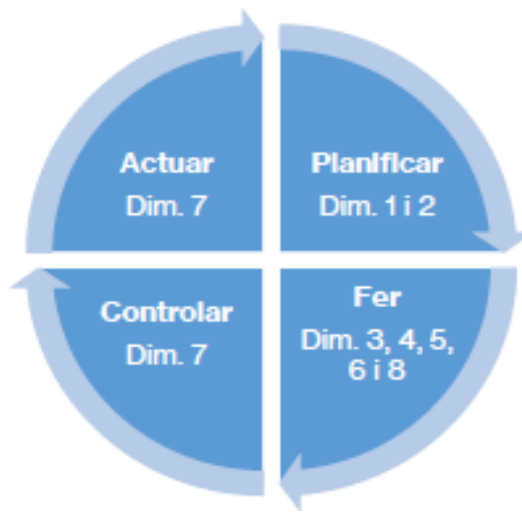 Actuar
Dim. 7
Planificar
Dim. 1 i 2
Controlar
Dim. 7
Fer
Dim. 3, 4, 5,
6 i 8